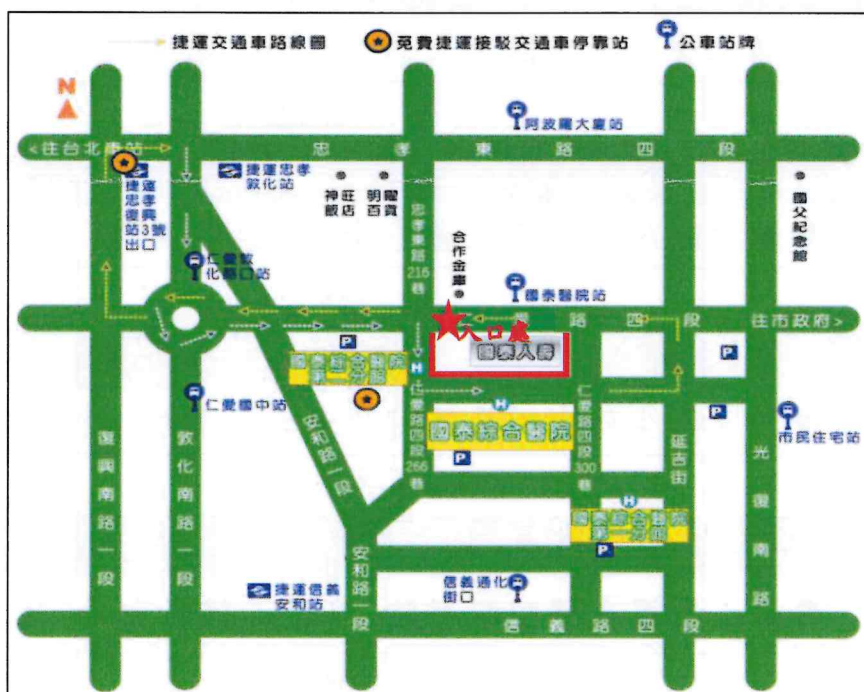 捷運交通車路線圖
免費捷運接駁交通車停靠站
公車站牌
N
阿波羅大廈站
<往台北車站
忠孝東路四段
捷運
忠孝
復興
站3號
出口
捷運忠孝
敦化站
神旺
飯店
明曜
百貨
忠孝東路216巷
合作金庫
國父紀念館
仁愛敦
化路口站
國泰醫院站
入口處
愛路四段
往市政府>
P
國泰人壽
國泰綜合醫院
第二分館
H
P
仁愛國中站
仁愛路四段266巷
H
國泰綜合醫院
仁愛路四段300巷
P
P
市民住宅站
復興南路一段
敦化南路一段
安和路一段
延吉街
光復南路
H
國泰綜合醫院
第一分館
P
安和路一段
捷運信義
安和站
信義通化
街口
信義路四段
P